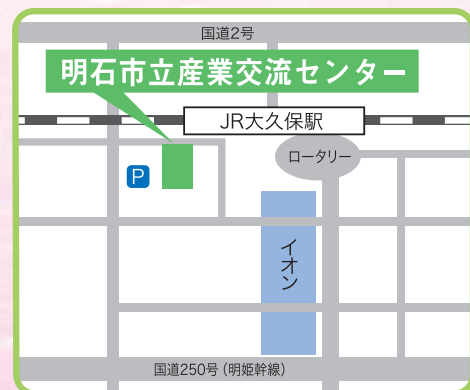 国道2号
明石市立産業交流センター
JR大久保駅
ロータリー
P
イオン
国道250号(明姫幹線)